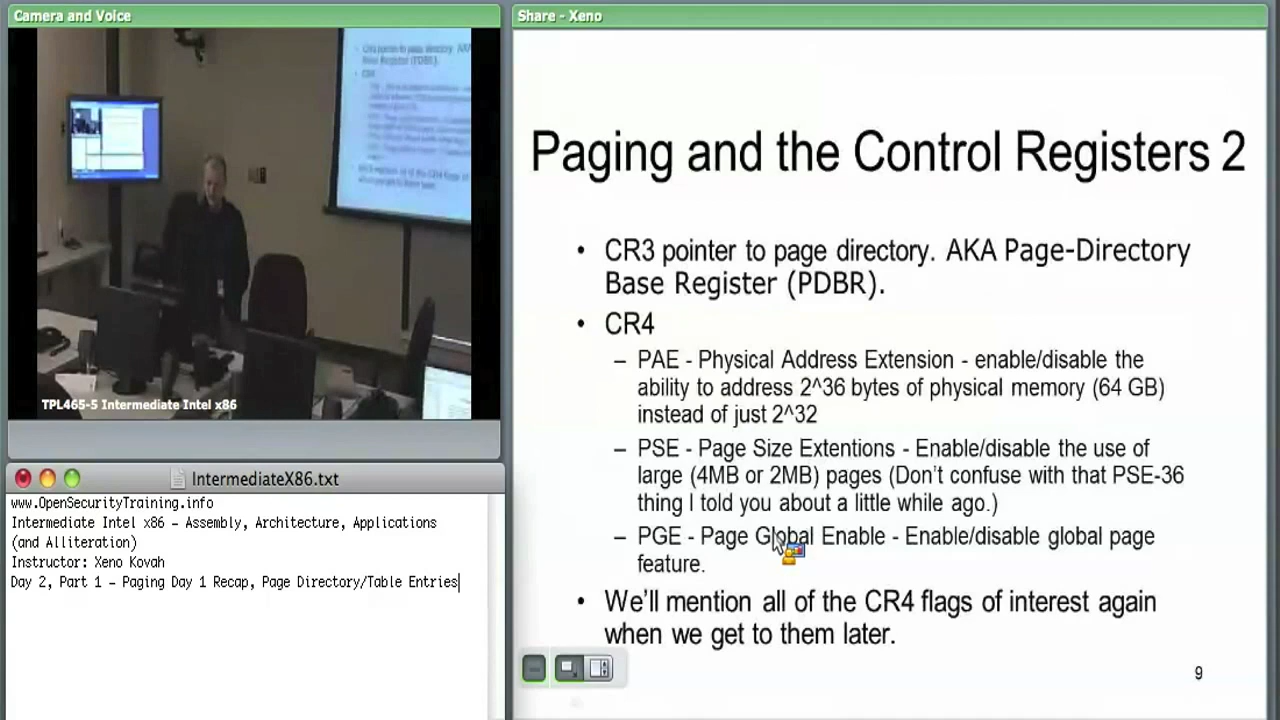 Camera and Voice
TPL465-5 Intermediate Intel x86
IntermediateX86.txt
www.OpenSecurityTraining.info
Intermediate Intel x86 – Assembly, Architecture, Applications
(and Alliteration)
Instructor: Xeno Kovah
Day 2, Part 1 – Paging Day 1 Recap, Page Directory/Table Entries
Share - Xeno
Paging and the Control Registers 2
• CR3 pointer to page directory. AKA Page-Directory
Base Register (PDBR).
• CR4
– PAE - Physical Address Extension - enable/disable the
ability to address 2^36 bytes of physical memory (64 GB)
instead of just 2^32
– PSE - Page Size Extentions - Enable/disable the use of
large (4MB or 2MB) pages (Don't confuse with that PSE-36
thing I told you about a little while ago.)
– PGE - Page Global Enable - Enable/disable global page
feature.
• We'll mention all of the CR4 flags of interest again
when we get to them later.
9